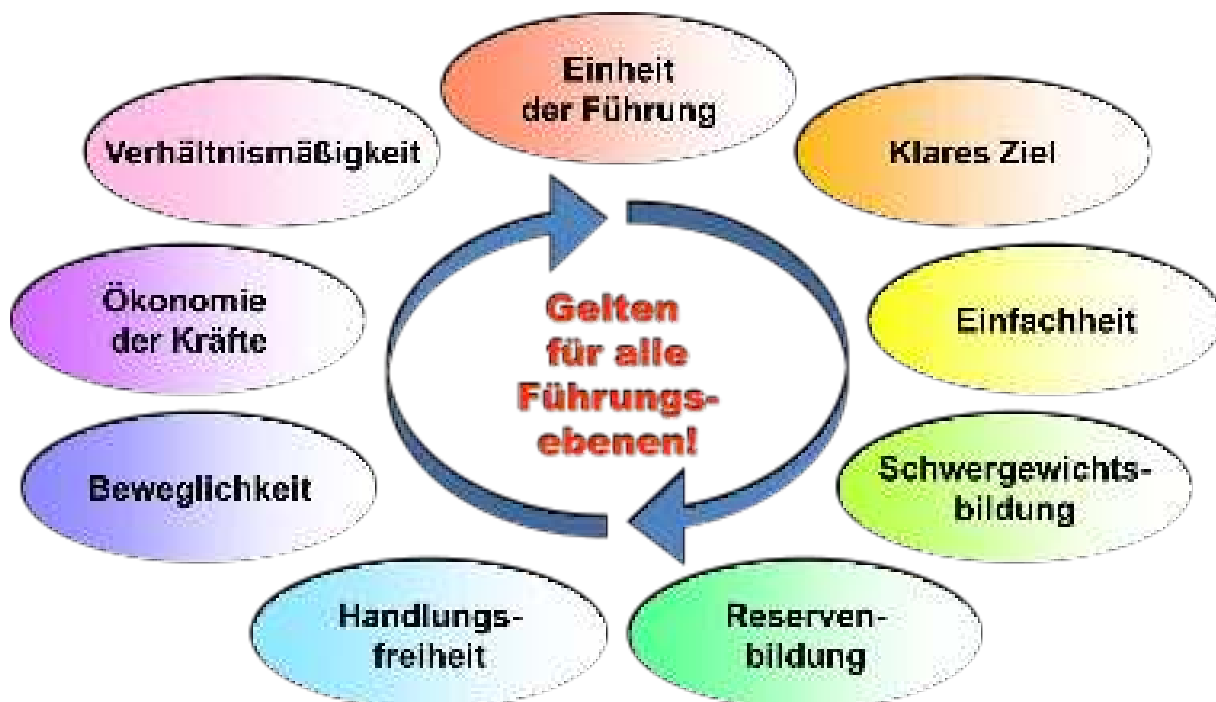 Einheit
der Führung
Klares Ziel
Einfachheit
Schwergewichts-
bildung
Reserven-
bildung
Handlungs-
freiheit
Beweglichkeit
Ökonomie
der Kräfte
Verhältnismäßigkeit
Gelten
für alle
Führungs-
ebenen!